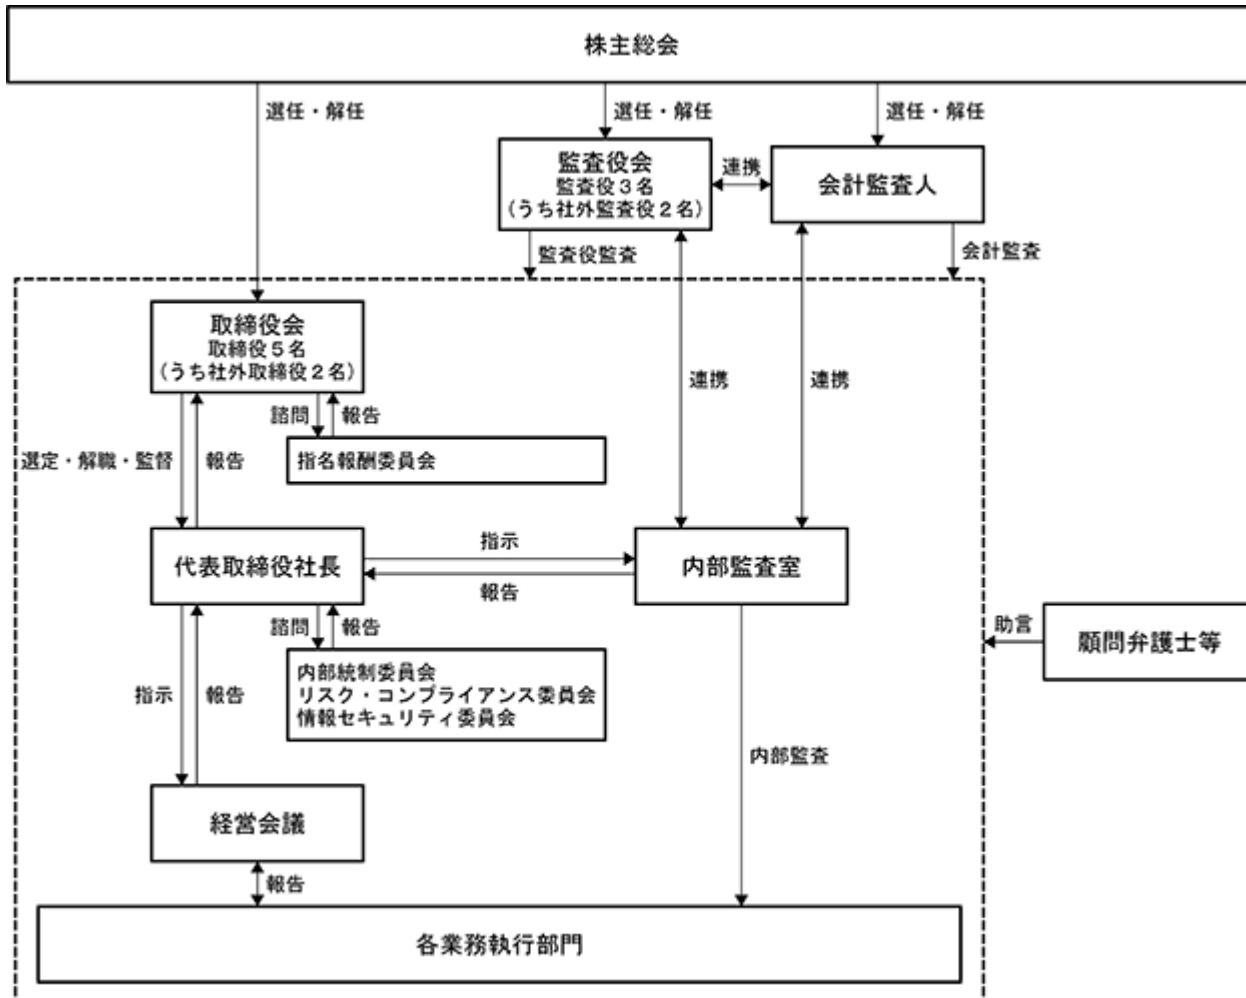 株主総会
選任・解任
選任・解任
選任・解任
監査役会
監査役３名
(うち社外監査役２名)
連携
会計監査人
監査役監査
会計監査
取締役会
取締役５名
(うち社外取締役２名)
連携
連携
諮問
報告
選定・解職・監督
報告
指名報酬委員会
代表取締役社長
指示
報告
内部監査室
諮問
報告
助言
顧問弁護士等
内部統制委員会
リスク・コンプライアンス委員会
情報セキュリティ委員会
指示
報告
内部監査
経営会議
報告
各業務執行部門